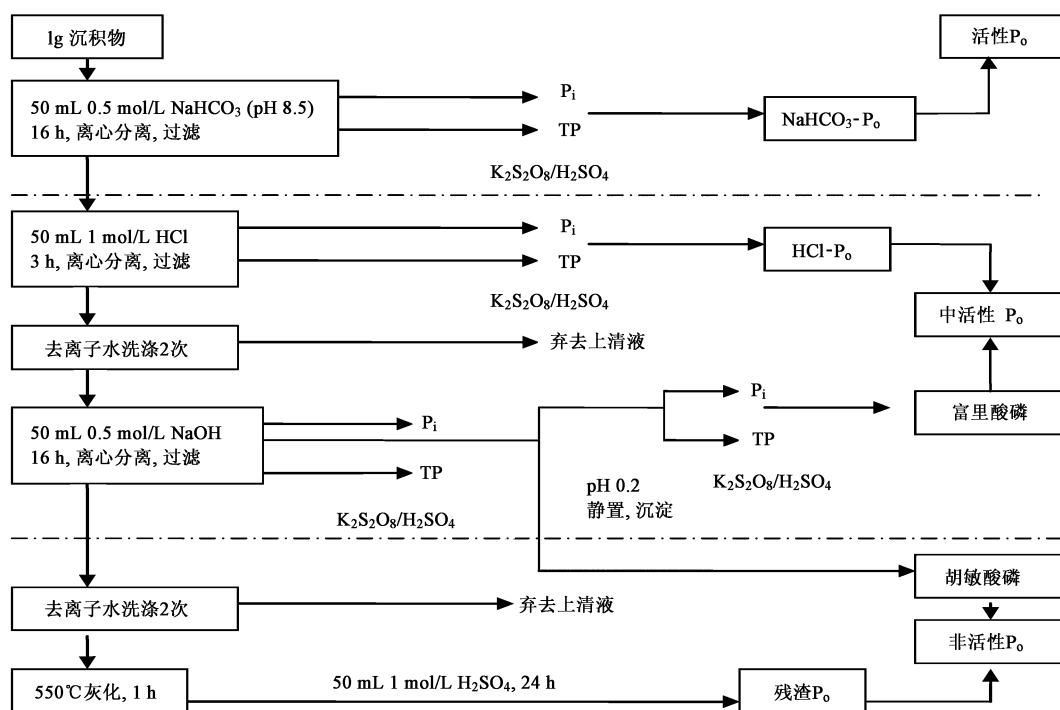 1g 沉积物
活性Pₒ
50 mL 0.5 mol/L NaHCO₃ (pH 8.5)
16 h, 离心分离, 过滤
Pᵢ
TP
NaHCO₃-Pₒ
K₂S₂O₈/H₂SO₄
50 mL 1 mol/L HCl
3 h, 离心分离, 过滤
Pᵢ
TP
HCl-Pₒ
K₂S₂O₈/H₂SO₄
中活性 Pₒ
去离子水洗涤2次
弃去上清液
50 mL 0.5 mol/L NaOH
16 h, 离心分离, 过滤
Pᵢ
TP
K₂S₂O₈/H₂SO₄
Pᵢ
TP
富里酸磷
K₂S₂O₈/H₂SO₄
pH 0.2
静置, 沉淀
胡敏酸磷
去离子水洗涤2次
弃去上清液
非活性Pₒ
550℃灰化, 1 h
50 mL 1 mol/L H₂SO₄, 24 h
残渣Pₒ